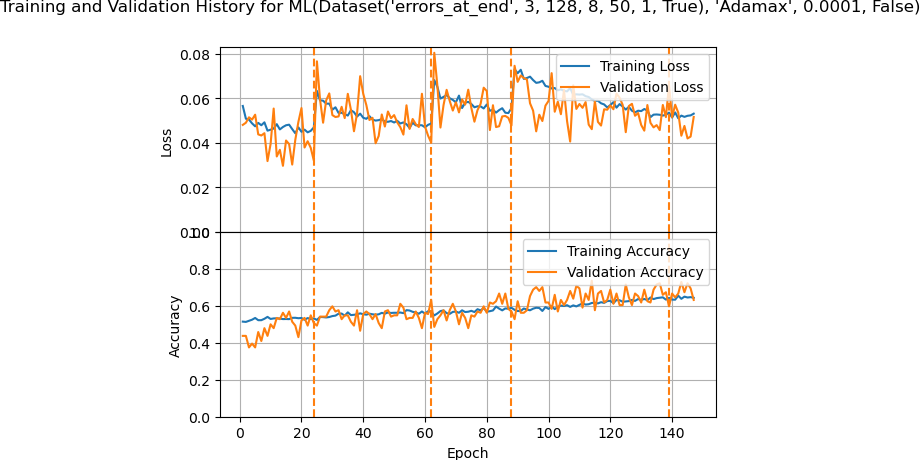 Training and Validation History for ML(Dataset('errors_at_end', 3, 128, 8, 50, 1, True), 'Adamax', 0.0001, False)
0.08
0.06
0.04
0.02
0.00
Loss
Training Loss
Validation Loss
1.0
0.8
0.6
0.4
0.2
0.0
Accuracy
Training Accuracy
Validation Accuracy
0 20 40 60 80 100 120 140
Epoch